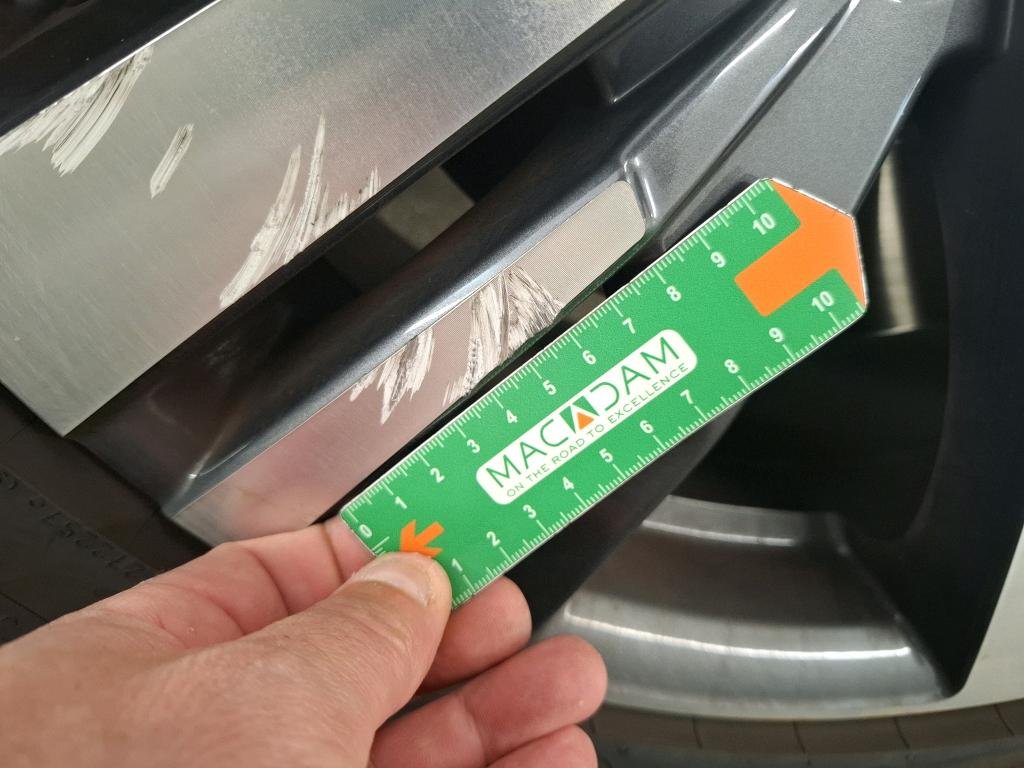 0 1 2 3 4 5 6 7 8 9 10
MACADAM
ON THE ROAD TO EXCELLENCE
1 2 3 4 5 6 7 8 9 10